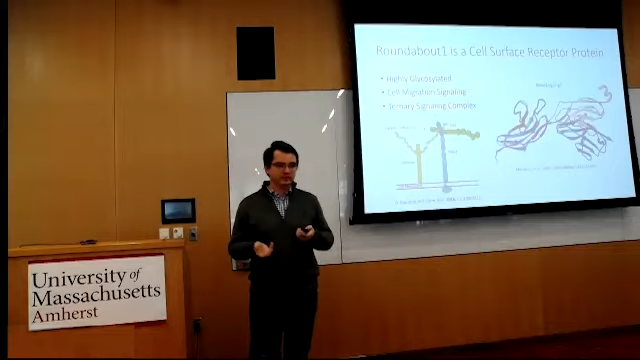 Roundabout1 is a Cell Surface Receptor Protein
• Highly Glycosylated
• Cell Migration Signaling
• Ternary Signaling Complex
University of
Massachusetts
Amherst